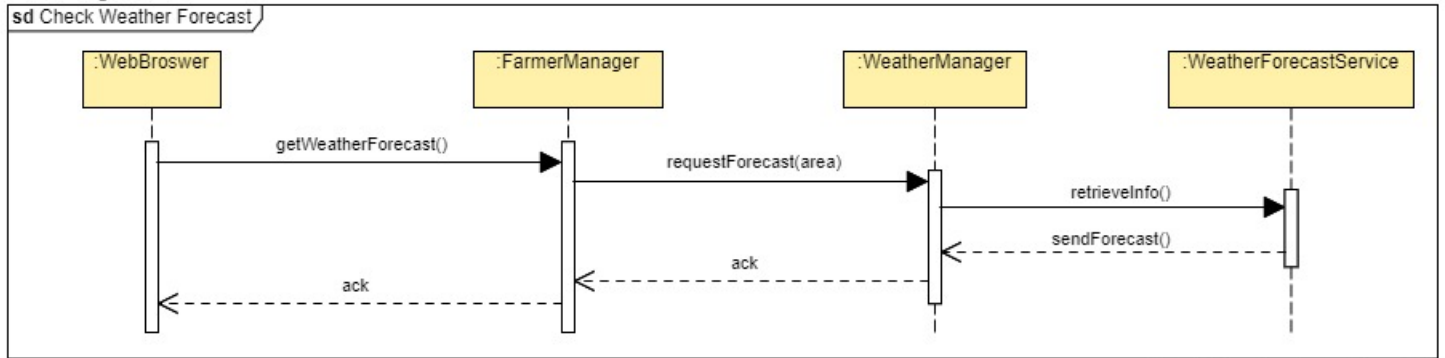 sd Check Weather Forecast
:WebBroswer
:FarmerManager
:WeatherManager
:WeatherForecastService
getWeatherForecast()
requestForecast(area)
retrieveInfo()
sendForecast()
ack
ack